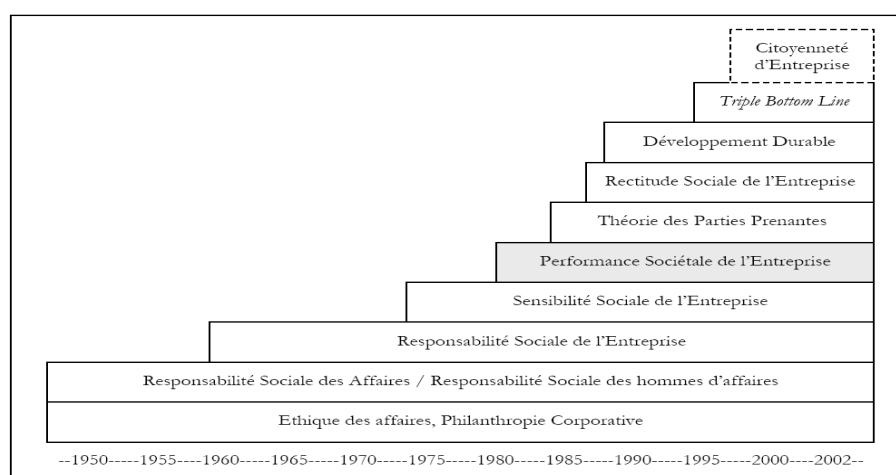 Citoyenneté
d'Entreprise
Triple Bottom Line
Développement Durable
Rectitude Sociale de l'Entreprise
Théorie des Parties Prenantes
Performance Sociétale de l'Entreprise
Sensibilité Sociale de l'Entreprise
Responsabilité Sociale de l'Entreprise
Responsabilité Sociale des Affaires / Responsabilité Sociale des hommes d'affaires
Ethique des affaires, Philanthropie Corporative
--1950-----1955-----1960-----1965-----1970-----1975-----1980-----1985-----1990-----1995-----2000-----2002--